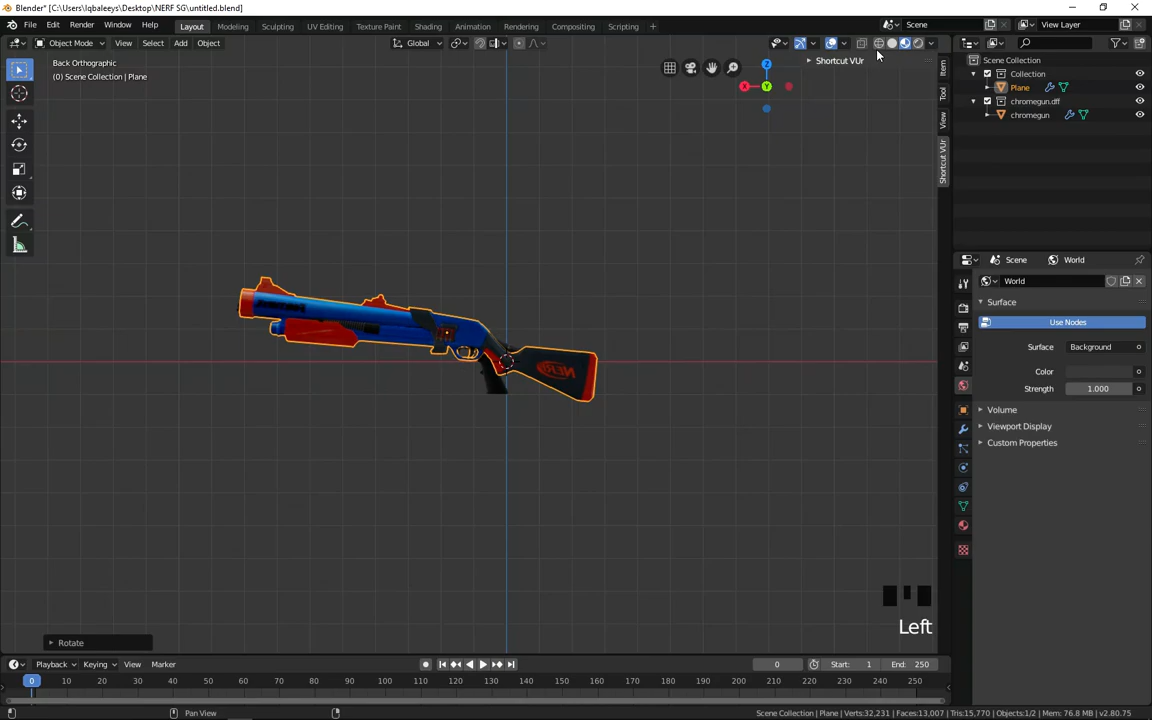 Blender* [C:\Users\Iqbaleeys\Desktop\NERF SG\untitled.blend]
File Edit Render Window Help
Layout Modeling Sculpting UV Editing Texture Paint Shading Animation Rendering Compositing Scripting +
Scene View Layer
Object Mode View Select Add Object Global
Back Orthographic
(0) Scene Collection | Plane
Shortcut VUr
Z
X
Y
Item
Tool
View
Shortcut VUr
Scene Collection
Collection
Plane
chromegun.dff
chromegun
Scene World
World
Surface
Use Nodes
Surface Background
Color
Strength 1.000
Volume
Viewport Display
Custom Properties
NERF
Left
Rotate
Playback Keying View Marker 0 Start: 1 End: 250
0 10 20 30 40 50 60 70 80 90 100 110 120 130 140 150 160 170 180 190 200 210 220 230 240 250
Pan View
Scene Collection | Plane | Verts:32,231 | Faces:13,007 | Tris:15,770 | Objects:1/2 | Mem: 76.8 MB | v2.80.75